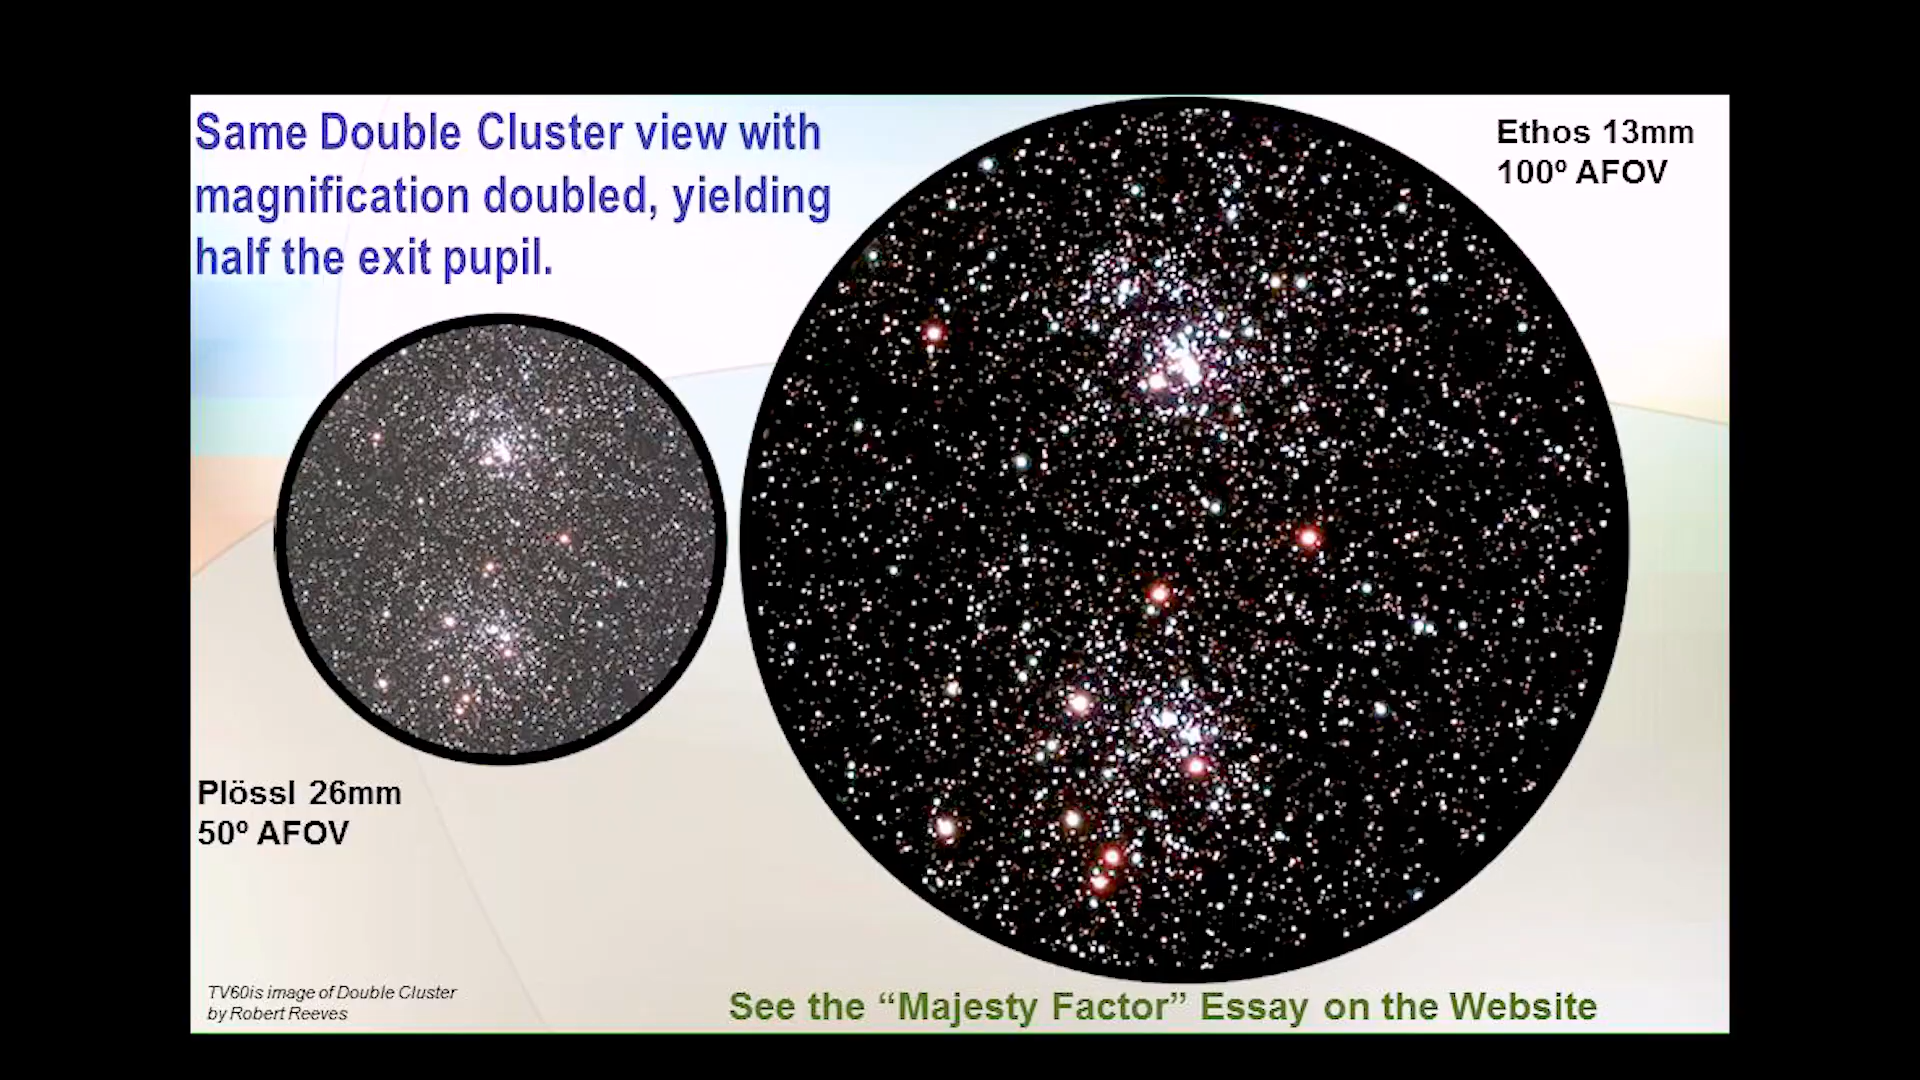 Same Double Cluster view with
magnification doubled, yielding
half the exit pupil.
Ethos 13mm
100º AFOV
Plössl 26mm
50º AFOV
TV60is image of Double Cluster
by Robert Reeves
See the “Majesty Factor” Essay on the Website